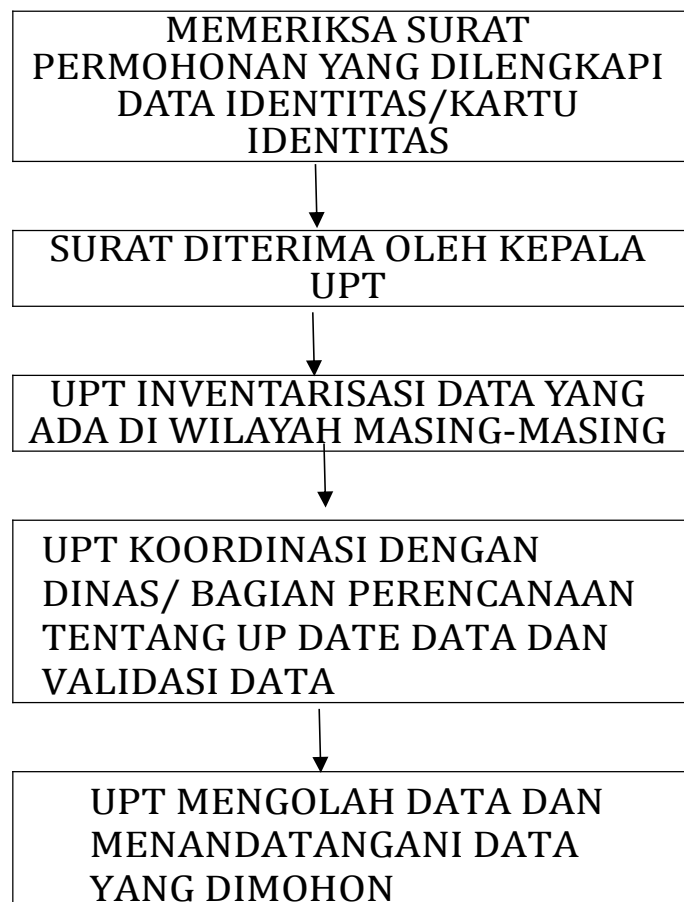 MEMERIKSA SURAT
PERMOHONAN YANG DILENGKAPI
DATA IDENTITAS/KARTU
IDENTITAS
SURAT DITERIMA OLEH KEPALA
UPT
UPT INVENTARISASI DATA YANG
ADA DI WILAYAH MASING-MASING
UPT KOORDINASI DENGAN
DINAS/ BAGIAN PERENCANAAN
TENTANG UP DATE DATA DAN
VALIDASI DATA
UPT MENGOLAH DATA DAN
MENANDATANGANI DATA
YANG DIMOHON